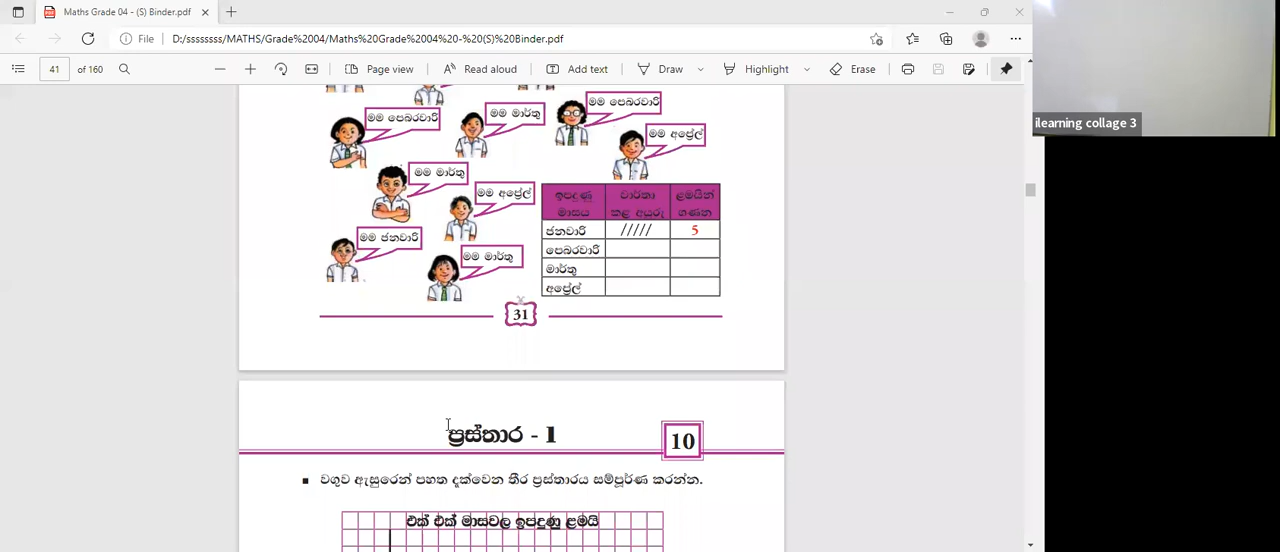 Maths Grade 04 - (S) Binder.pdf
File
D:/ssssssss/MATHS/Grade%2004/Maths%20Grade%2004%20-%20(S)%20Binder.pdf
41 of 160
Page view
Read aloud
Add text
Draw
Highlight
Erase
ilearning collage 3
මම පෙබරවාරි
මම මාර්තු
මම පෙබරවාරි
මම අප්‍රේල්
මම මාර්තු
මම අප්‍රේල්
මම ජනවාරි
මම මාර්තු
ඉපදුණු මාසය
වාර්තා කළ අයුරු
ළමයින් ගණන
ජනවාරි ///// 5
පෙබරවාරි
මාර්තු
අප්‍රේල්
31
ප්‍රස්තාර - 1
10
වගුව ඇසුරෙන් පහත දැක්වෙන තීර ප්‍රස්තාරය සම්පූර්ණ කරන්න.
එක් එක් මාසවල ඉපදුණු ළමයි